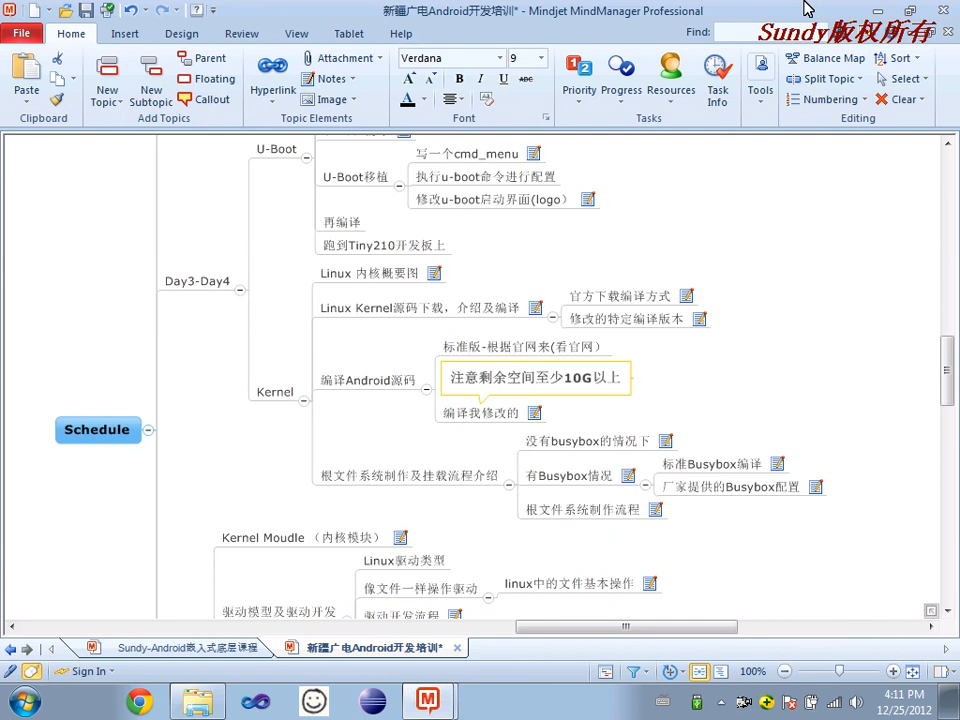 新疆广电Android开发培训* - Mindjet MindManager Professional
Sundy版权所有
File Home Insert Design Review View Tablet Help Find:
Paste
New Topic
New Subtopic
Parent
Floating
Callout
Hyperlink
Attachment
Notes
Image
Verdana 9
B I U ABC
A A A
Priority
Progress
Resources
Task Info
Tools
Balance Map
Split Topic
Numbering
Sort
Select
Clear
Clipboard Add Topics Topic Elements Font Tasks Editing
U-Boot
写一个cmd_menu
U-Boot移植
执行u-boot命令进行配置
修改u-boot启动界面(logo）
再编译
跑到Tiny210开发板上
Linux 内核概要图
Day3-Day4
官方下载编译方式
Linux Kernel源码下载，介绍及编译
修改的特定编译版本
标准版-根据官网来(看官网）
注意剩余空间至少10G以上
编译Android源码
Kernel
编译我修改的
Schedule
没有busybox的情况下
标准Busybox编译
根文件系统制作及挂载流程介绍
有Busybox情况
厂家提供的Busybox配置
根文件系统制作流程
Kernel Moudle （内核模块）
Linux驱动类型
像文件一样操作驱动
linux中的文件基本操作
驱动模型及驱动开发
驱动开发流程
Sundy-Android嵌入式底层课程
新疆广电Android开发培训*
Sign In
100%
4:11 PM
12/25/2012